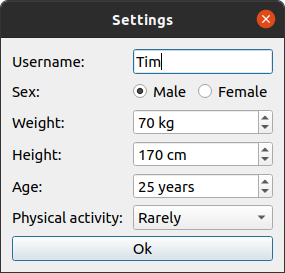 Settings
Username: Tim
Sex: Male Female
Weight: 70 kg
Height: 170 cm
Age: 25 years
Physical activity: Rarely
Ok